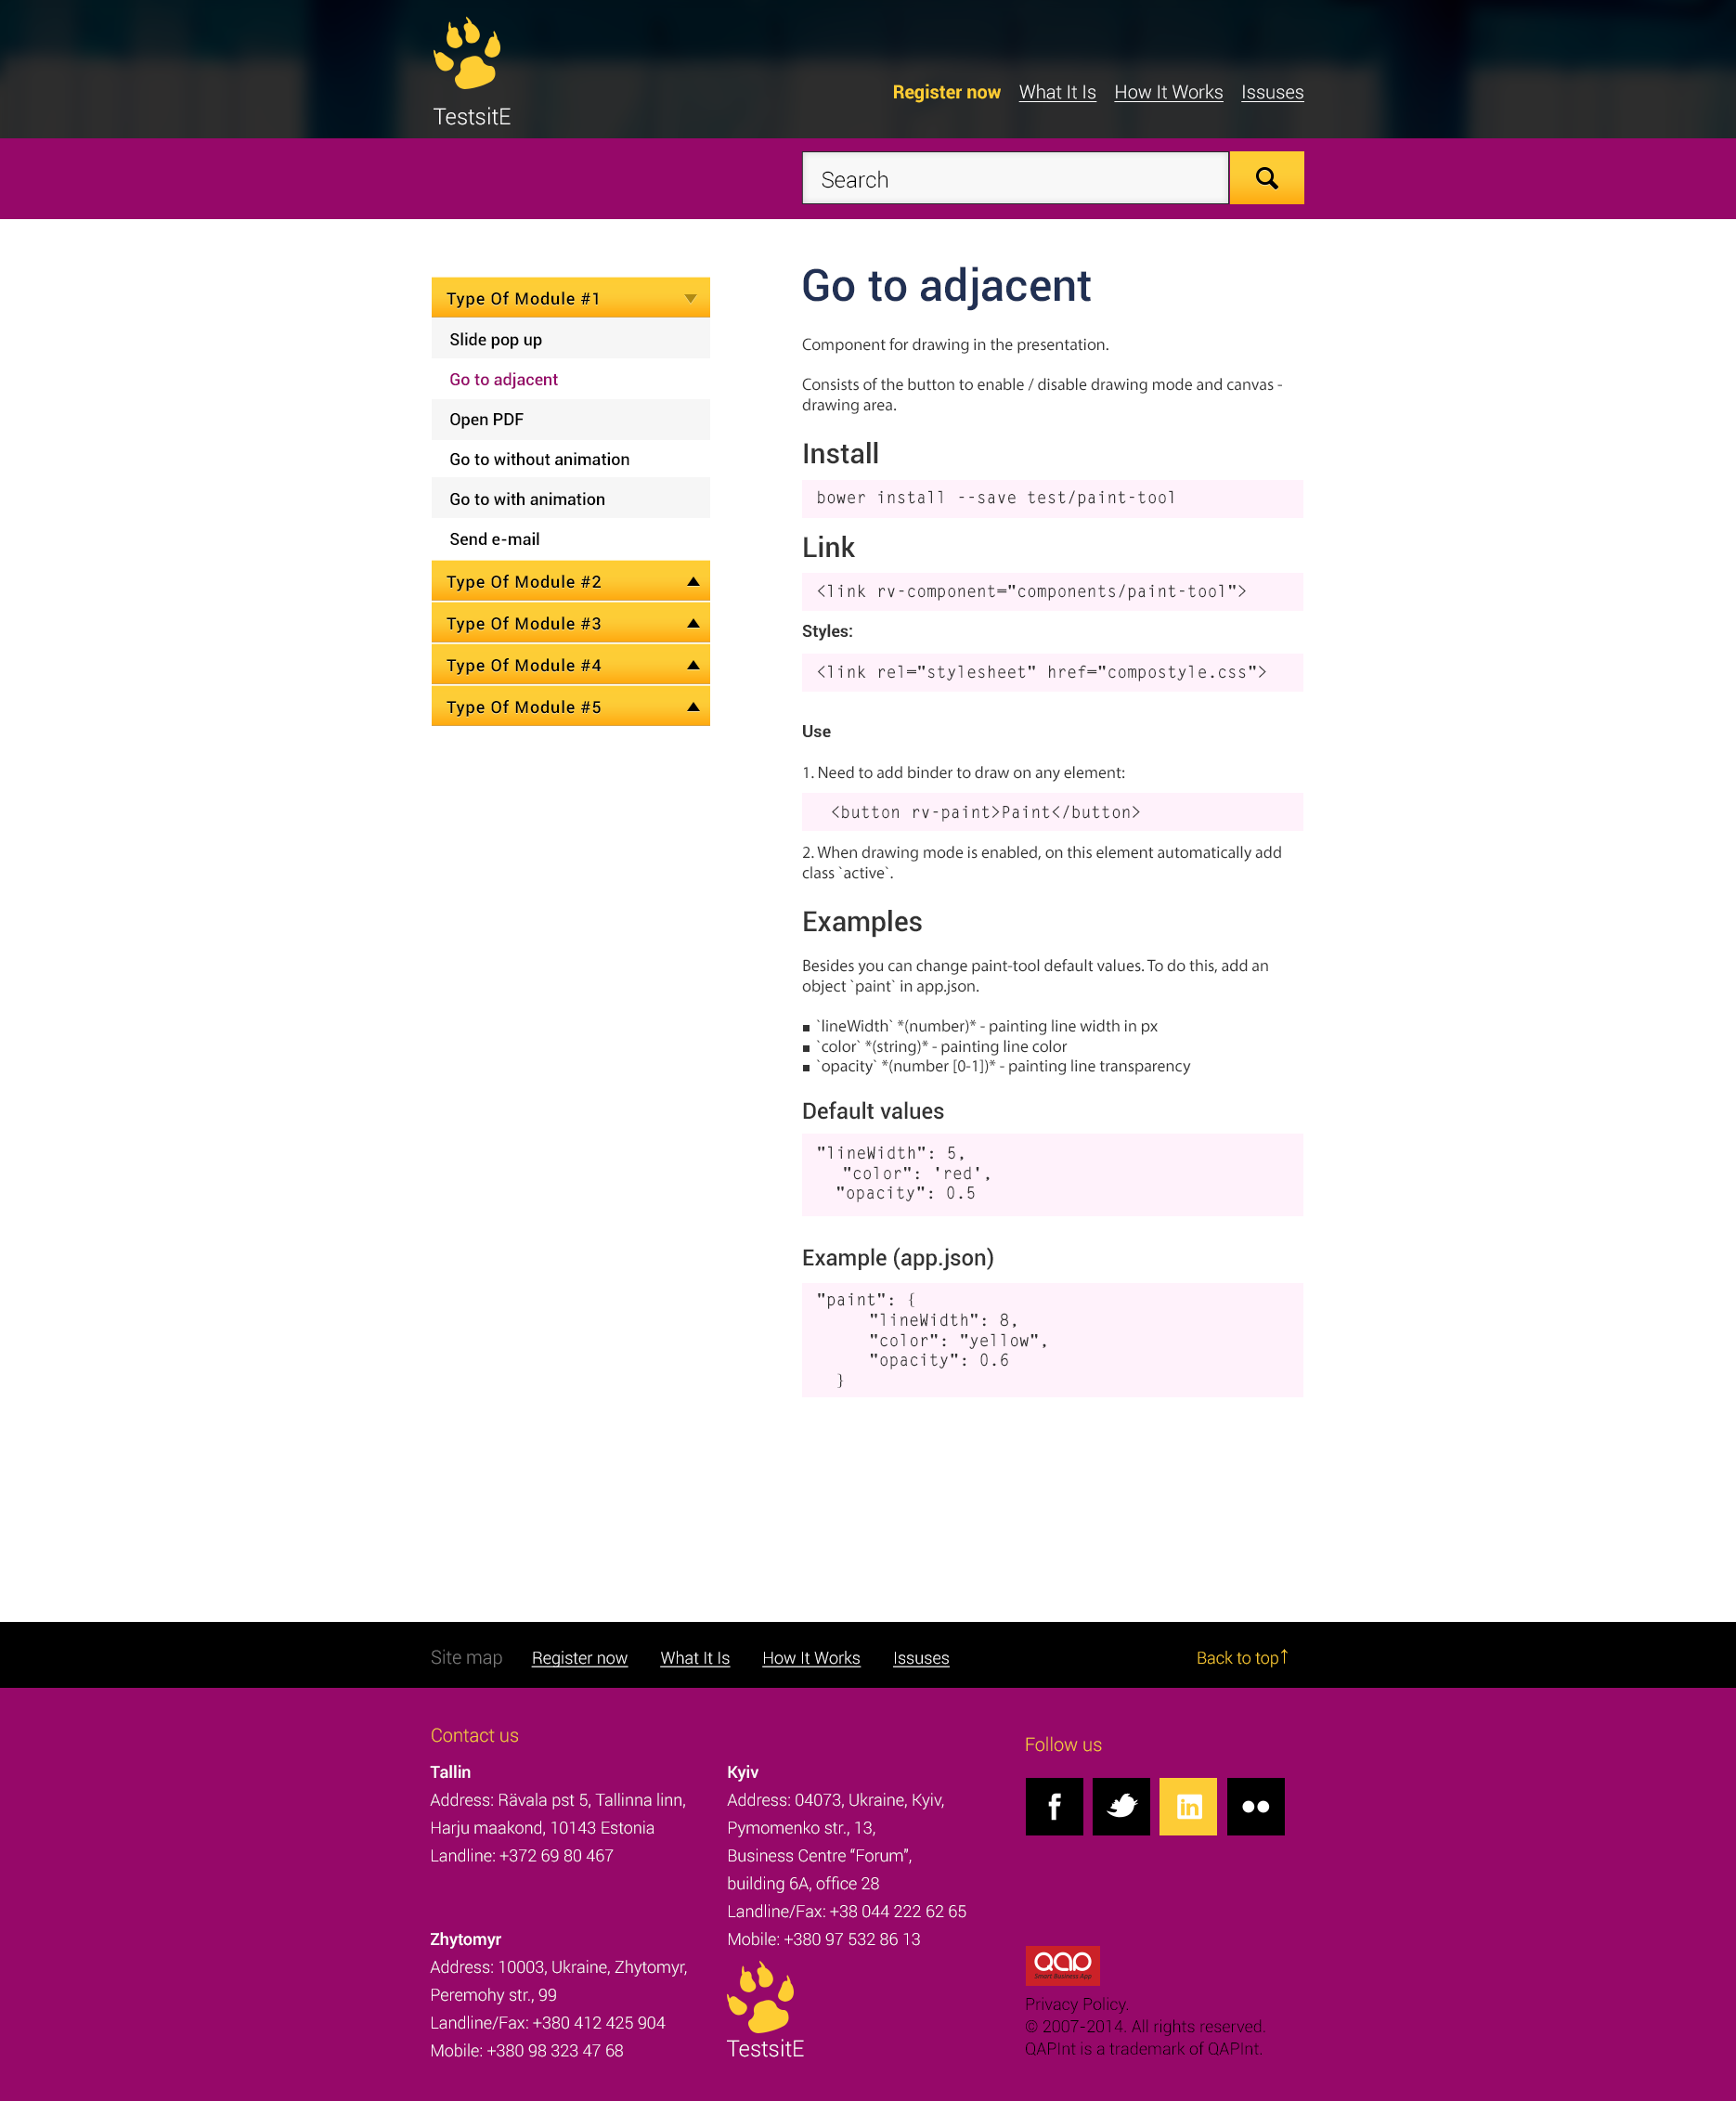 TestsitE
Register now What It Is How It Works Issuses
Search
Type Of Module #1
Slide pop up
Go to adjacent
Open PDF
Go to without animation
Go to with animation
Send e-mail
Type Of Module #2
Type Of Module #3
Type Of Module #4
Type Of Module #5
Go to adjacent
Component for drawing in the presentation.
Consists of the button to enable / disable drawing mode and canvas -
drawing area.
Install
bower install --save test/paint-tool
Link
<link rv-component="components/paint-tool">
Styles:
<link rel="stylesheet" href="compostyle.css">
Use
1. Need to add binder to draw on any element:
<button rv-paint>Paint</button>
2. When drawing mode is enabled, on this element automatically add
class `active`.
Examples
Besides you can change paint-tool default values. To do this, add an
object `paint` in app.json.
`lineWidth` *(number)* - painting line width in px
`color` *(string)* - painting line color
`opacity` *(number [0-1])* - painting line transparency
Default values
"lineWidth": 5,
"color": 'red',
"opacity": 0.5
Example (app.json)
"paint": {
"lineWidth": 8,
"color": "yellow",
"opacity": 0.6
}
Site map Register now What It Is How It Works Issuses Back to top↑
Contact us
Tallin
Address: Rävala pst 5, Tallinna linn,
Harju maakond, 10143 Estonia
Landline: +372 69 80 467
Zhytomyr
Address: 10003, Ukraine, Zhytomyr,
Peremohy str., 99
Landline/Fax: +380 412 425 904
Mobile: +380 98 323 47 68
Kyiv
Address: 04073, Ukraine, Kyiv,
Pymomenko str., 13,
Business Centre “Forum”,
building 6A, office 28
Landline/Fax: +38 044 222 62 65
Mobile: +380 97 532 86 13
TestsitE
Follow us
f
in
QAP
Smart Business App
Privacy Policy.
© 2007-2014. All rights reserved.
QAPInt is a trademark of QAPInt.